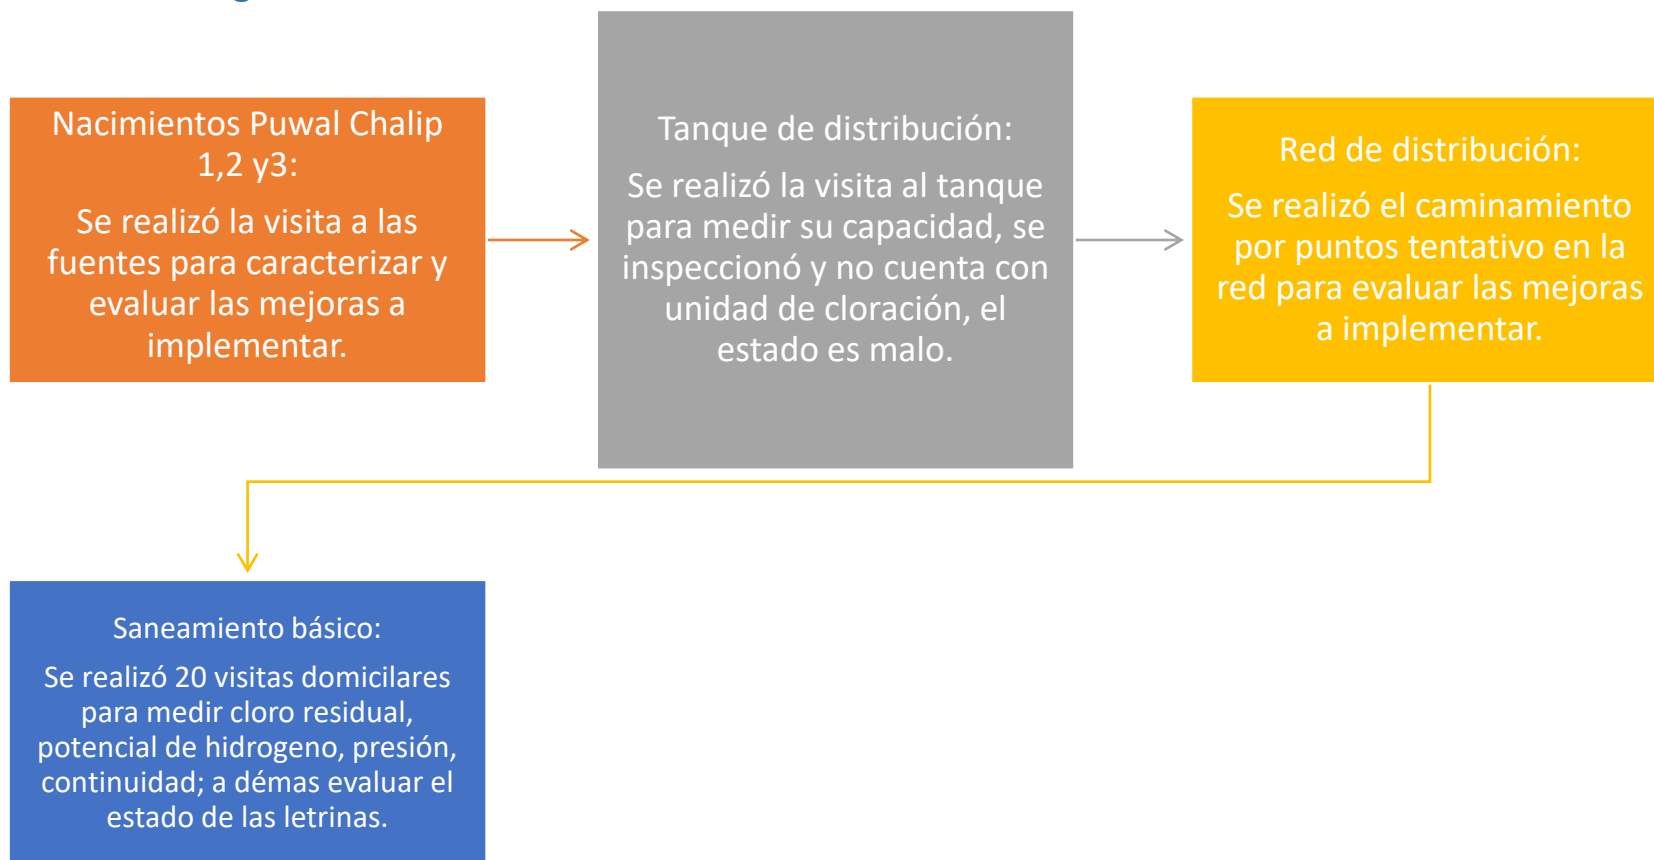 Nacimientos Puwal Chalip
1,2 y3:
Se realizó la visita a las
fuentes para caracterizar y
evaluar las mejoras a
implementar.
Tanque de distribución:
Se realizó la visita al tanque
para medir su capacidad, se
inspeccionó y no cuenta con
unidad de cloración, el
estado es malo.
Red de distribución:
Se realizó el caminamiento
por puntos tentativo en la
red para evaluar las mejoras
a implementar.
Saneamiento básico:
Se realizó 20 visitas domicilares
para medir cloro residual,
potencial de hidrogeno, presión,
continuidad; a démas evaluar el
estado de las letrinas.